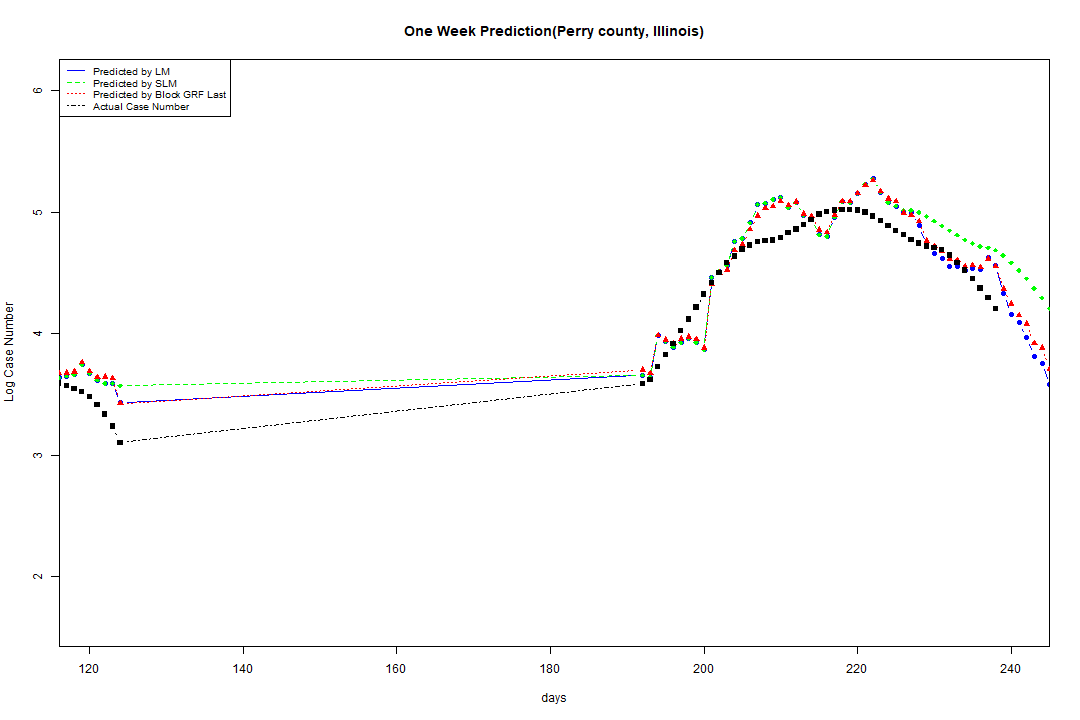 One Week Prediction(Perry county, Illinois)
Predicted by LM
Predicted by SLM
Predicted by Block GRF Last
Actual Case Number
6
5
4
3
2
Log Case Number
120 140 160 180 200 220 240
days